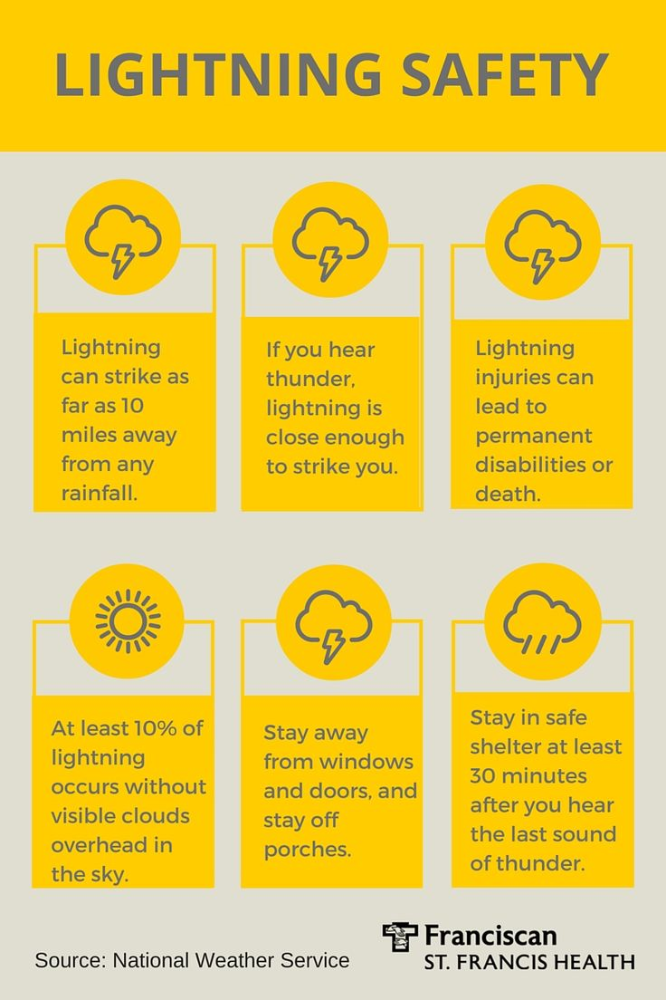 LIGHTNING SAFETY
Lightning
can strike as
far as 10
miles away
from any
rainfall.
If you hear
thunder,
lightning is
close enough
to strike you.
Lightning
injuries can
lead to
permanent
disabilities or
death.
At least 10% of
lightning
occurs without
visible clouds
overhead in
the sky.
Stay away
from windows
and doors, and
stay off
porches.
Stay in safe
shelter at least
30 minutes
after you hear
the last sound
of thunder.
Source: National Weather Service
Franciscan
ST. FRANCIS HEALTH